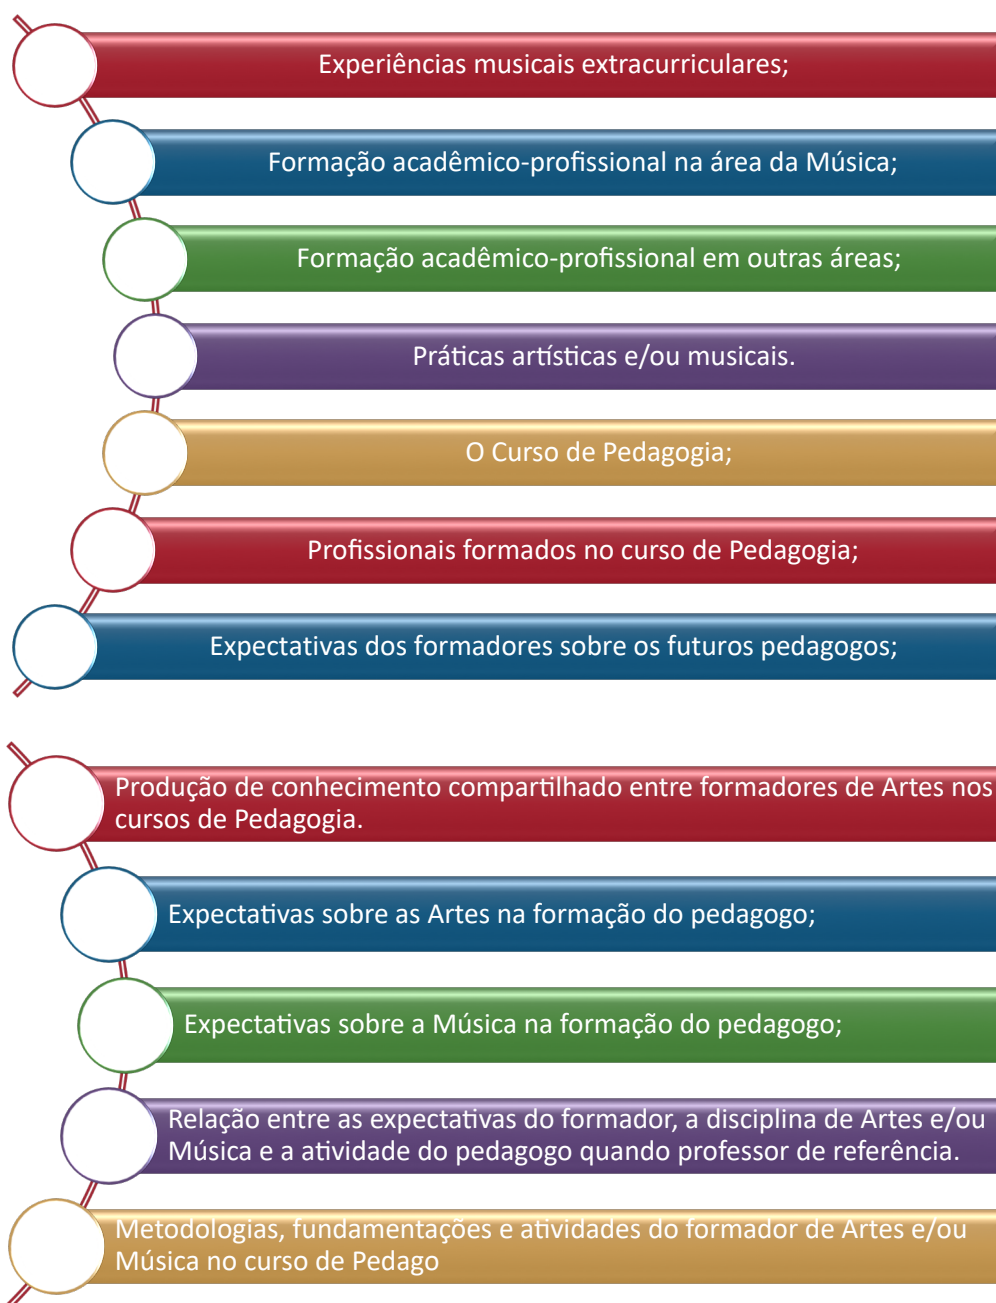 Experiências musicais extracurriculares;
Formação acadêmico-profissional na área da Música;
Formação acadêmico-profissional em outras áreas;
Práticas artísticas e/ou musicais.
O Curso de Pedagogia;
Profissionais formados no curso de Pedagogia;
Expectativas dos formadores sobre os futuros pedagogos;
Produção de conhecimento compartilhado entre formadores de Artes nos
cursos de Pedagogia.
Expectativas sobre as Artes na formação do pedagogo;
Expectativas sobre a Música na formação do pedagogo;
Relação entre as expectativas do formador, a disciplina de Artes e/ou
Música e a atividade do pedagogo quando professor de referência.
Metodologias, fundamentações e atividades do formador de Artes e/ou
Música no curso de Pedago